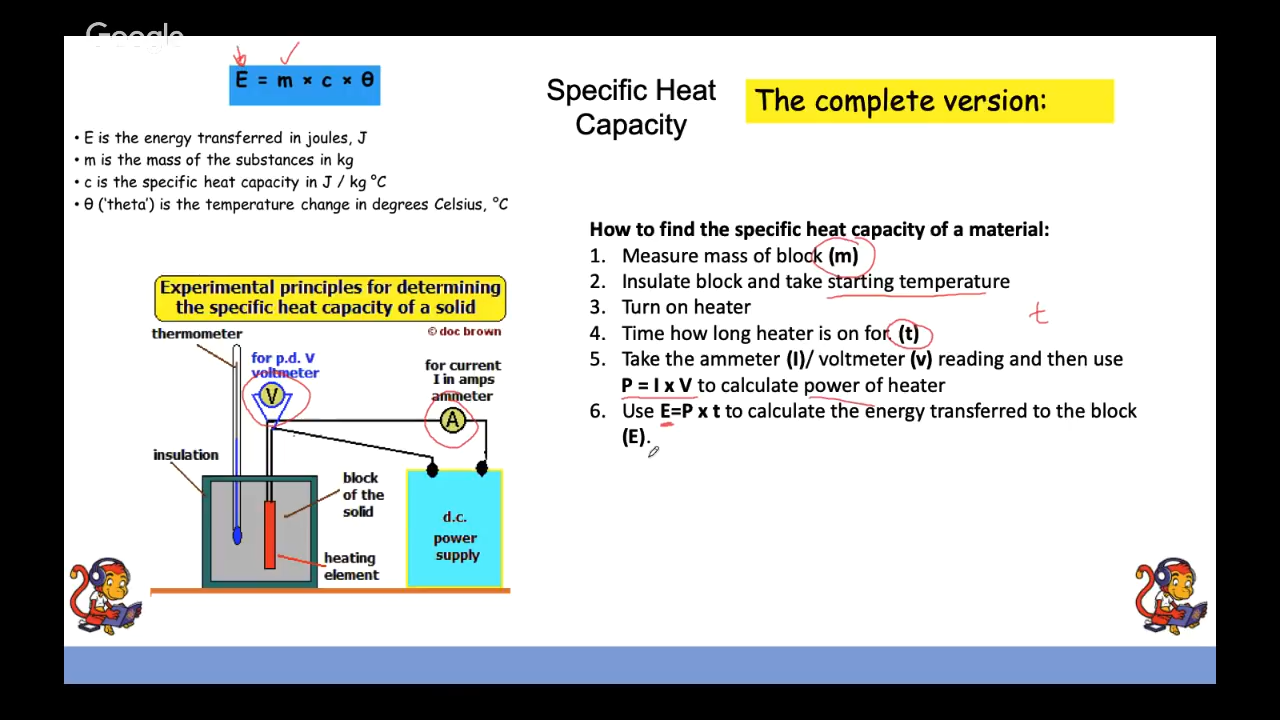 Google
E = m × c × θ
Specific Heat
Capacity
The complete version:
• E is the energy transferred in joules, J
• m is the mass of the substances in kg
• c is the specific heat capacity in J / kg °C
• θ (‘theta’) is the temperature change in degrees Celsius, °C
How to find the specific heat capacity of a material:
1. Measure mass of block (m)
2. Insulate block and take starting temperature
3. Turn on heater
4. Time how long heater is on for. (t)
t
5. Take the ammeter (I)/ voltmeter (v) reading and then use
P = I x V to calculate power of heater
6. Use E=P x t to calculate the energy transferred to the block
(E).
Experimental principles for determining
the specific heat capacity of a solid
© doc brown
thermometer
for p.d. V
voltmeter
V
for current
I in amps
ammeter
A
insulation
block
of the
solid
heating
element
d.c.
power
supply